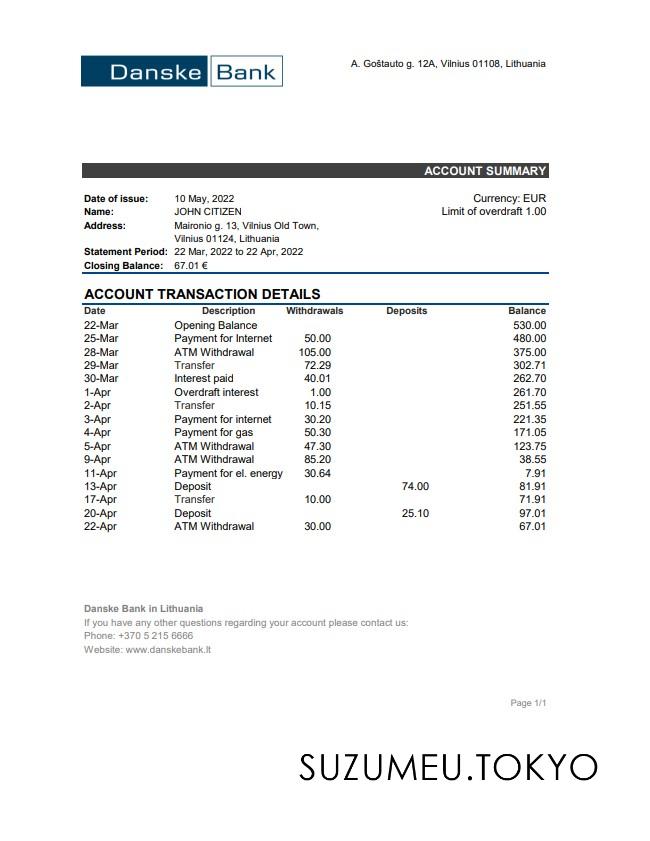 Danske Bank
A. Goštauto g. 12A, Vilnius 01108, Lithuania
ACCOUNT SUMMARY
Date of issue: 10 May, 2022 Currency: EUR
Name: JOHN CITIZEN Limit of overdraft 1.00
Address: Maironio g. 13, Vilnius Old Town,
Vilnius 01124, Lithuania
Statement Period: 22 Mar, 2022 to 22 Apr, 2022
Closing Balance: 67.01 €
ACCOUNT TRANSACTION DETAILS
Date Description Withdrawals Deposits Balance
22-Mar Opening Balance 530.00
25-Mar Payment for Internet 50.00 480.00
28-Mar ATM Withdrawal 105.00 375.00
29-Mar Transfer 72.29 302.71
30-Mar Interest paid 40.01 262.70
1-Apr Overdraft interest 1.00 261.70
2-Apr Transfer 10.15 251.55
3-Apr Payment for internet 30.20 221.35
4-Apr Payment for gas 50.30 171.05
5-Apr ATM Withdrawal 47.30 123.75
9-Apr ATM Withdrawal 85.20 38.55
11-Apr Payment for el. energy 30.64 7.91
13-Apr Deposit 74.00 81.91
17-Apr Transfer 10.00 71.91
20-Apr Deposit 25.10 97.01
22-Apr ATM Withdrawal 30.00 67.01
Danske Bank in Lithuania
If you have any other questions regarding your account please contact us:
Phone: +370 5 215 6666
Website: www.danskebank.lt
Page 1/1
SUZUMEU.TOKYO